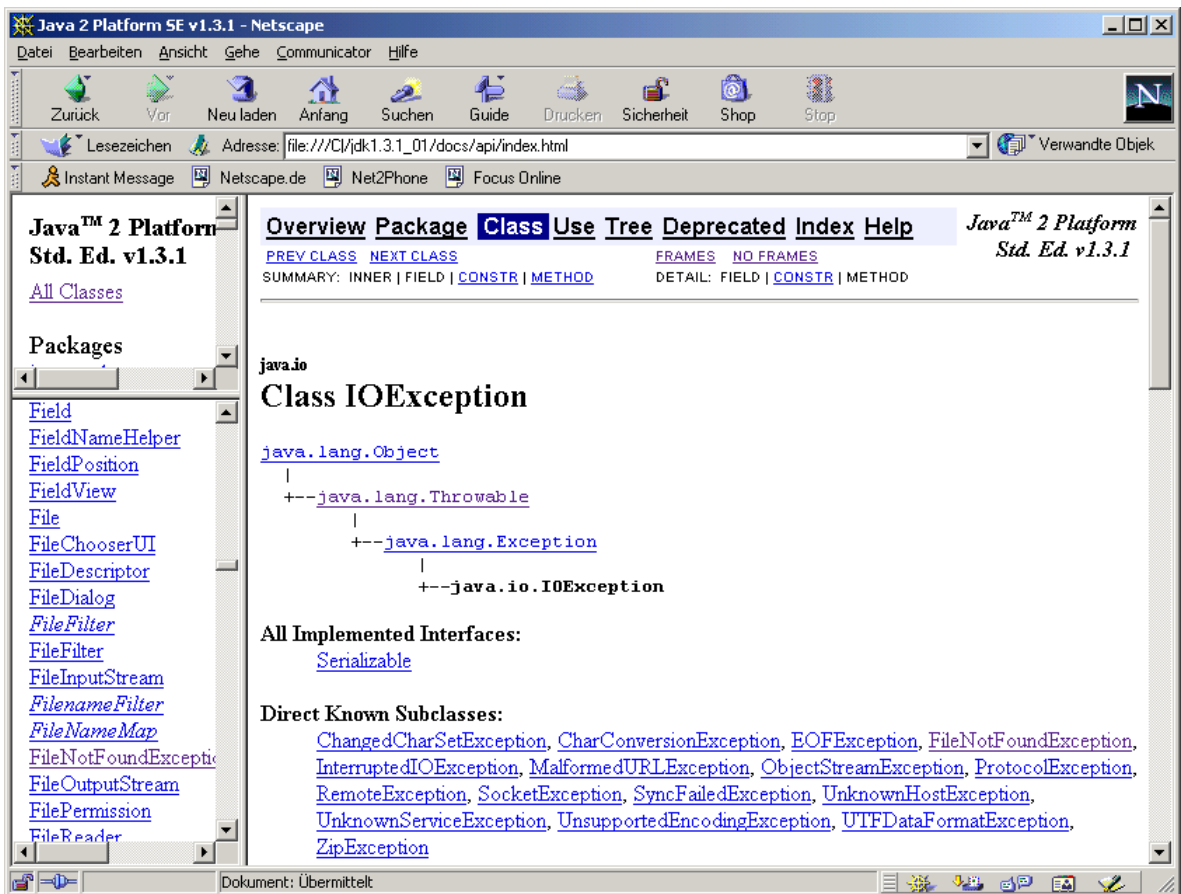 Java 2 Platform SE v1.3.1 - Netscape
Datei Bearbeiten Ansicht Gehe Communicator Hilfe
Zurück Vor Neu laden Anfang Suchen Guide Drucken Sicherheit Shop Stop
N
Lesezeichen Adresse: file:///C|/jdk1.3.1_01/docs/api/index.html Verwandte Objek
Instant Message Netscape.de Net2Phone Focus Online
Java™ 2 Platform
Std. Ed. v1.3.1
All Classes
Packages
Field
FieldNameHelper
FieldPosition
FieldView
File
FileChooserUI
FileDescriptor
FileDialog
FileFilter
FileFilter
FileInputStream
FilenameFilter
FileNameMap
FileNotFoundExceptio
FileOutputStream
FilePermission
FileReader
Overview Package Class Use Tree Deprecated Index Help
Java™ 2 Platform
Std. Ed. v1.3.1
PREV CLASS NEXT CLASS FRAMES NO FRAMES
SUMMARY: INNER | FIELD | CONSTR | METHOD DETAIL: FIELD | CONSTR | METHOD
java.io
Class IOException
java.lang.Object
|
+--java.lang.Throwable
|
+--java.lang.Exception
|
+--java.io.IOException
All Implemented Interfaces:
Serializable
Direct Known Subclasses:
ChangedCharSetException, CharConversionException, EOFException, FileNotFoundException,
InterruptedIOException, MalformedURLException, ObjectStreamException, ProtocolException,
RemoteException, SocketException, SyncFailedException, UnknownHostException,
UnknownServiceException, UnsupportedEncodingException, UTFDataFormatException,
ZipException
Dokument: Übermittelt